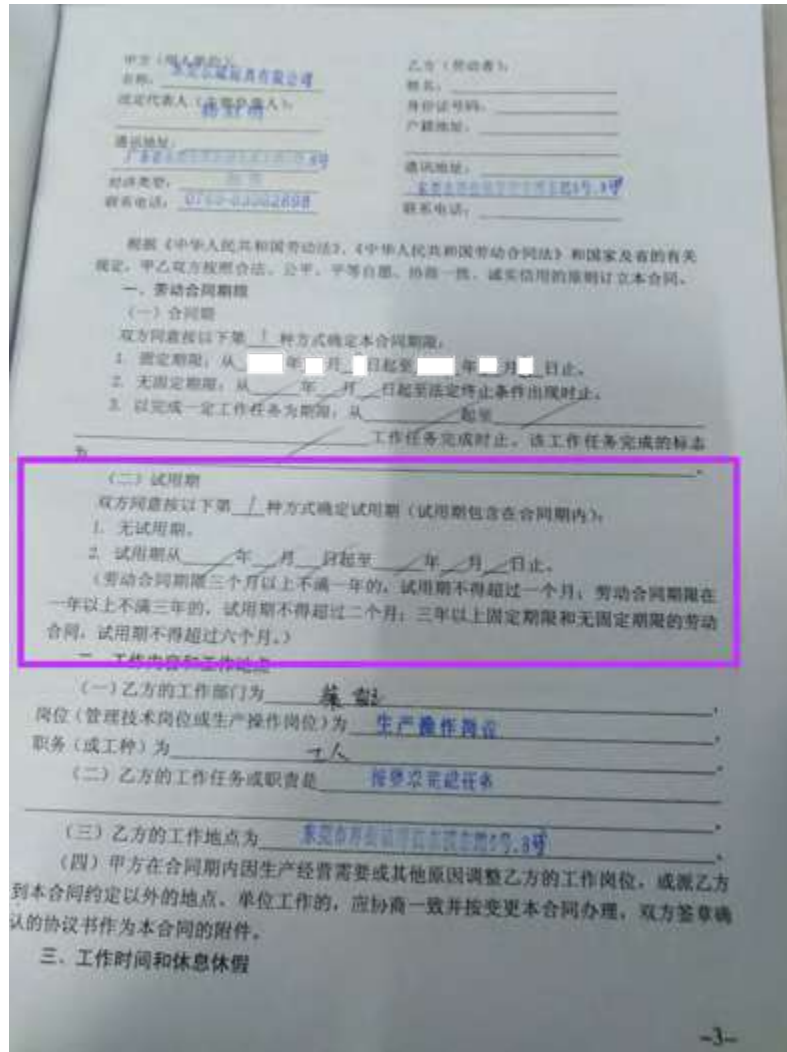 甲方(用人单位):
名称:
厨具有限公司
法定代表人(主要负责人):
通讯地址:
经济类型:
联系电话:
乙方(劳动者):
姓名:
身份证号码:
户籍地址:
通讯地址:
联系电话:
根据《中华人民共和国劳动法》、《中华人民共和国劳动合同法》和国家及省的有关
规定,甲乙双方按照合法、公平、平等自愿、协商一致、诚实信用的原则订立本合同。
一、劳动合同期限
(一)合同期
双方同意按以下第 1 种方式确定本合同期限:
1. 固定期限:从 年 月 日起至 年 月 日止。
2. 无固定期限:从 年 月 日起至法定终止条件出现时止。
3. 以完成一定工作任务为期限:从 起至
工作任务完成时止。该工作任务完成的标志
为 。
(二)试用期
双方同意按以下第 1 种方式确定试用期(试用期包含在合同期内):
1. 无试用期。
2. 试用期从 年 月 日起至 年 月 日止。
(劳动合同期限三个月以上不满一年的,试用期不得超过一个月;劳动合同期限在
一年以上不满三年的,试用期不得超过二个月;三年以上固定期限和无固定期限的劳动
合同,试用期不得超过六个月。)
二、工作内容和工作地点
(一)乙方的工作部门为 ,
岗位(管理技术岗位或生产操作岗位)为 生产操作岗位 ,
职务(或工种)为 工人 。
(二)乙方的工作任务或职责是 按要求完成任务
。
(三)乙方的工作地点为 。
(四)甲方在合同期内因生产经营需要或其他原因调整乙方的工作岗位,或派乙方
到本合同约定以外的地点、单位工作的,应协商一致并按变更本合同办理,双方签章确
认的协议书作为本合同的附件。
三、工作时间和休息休假
-3-